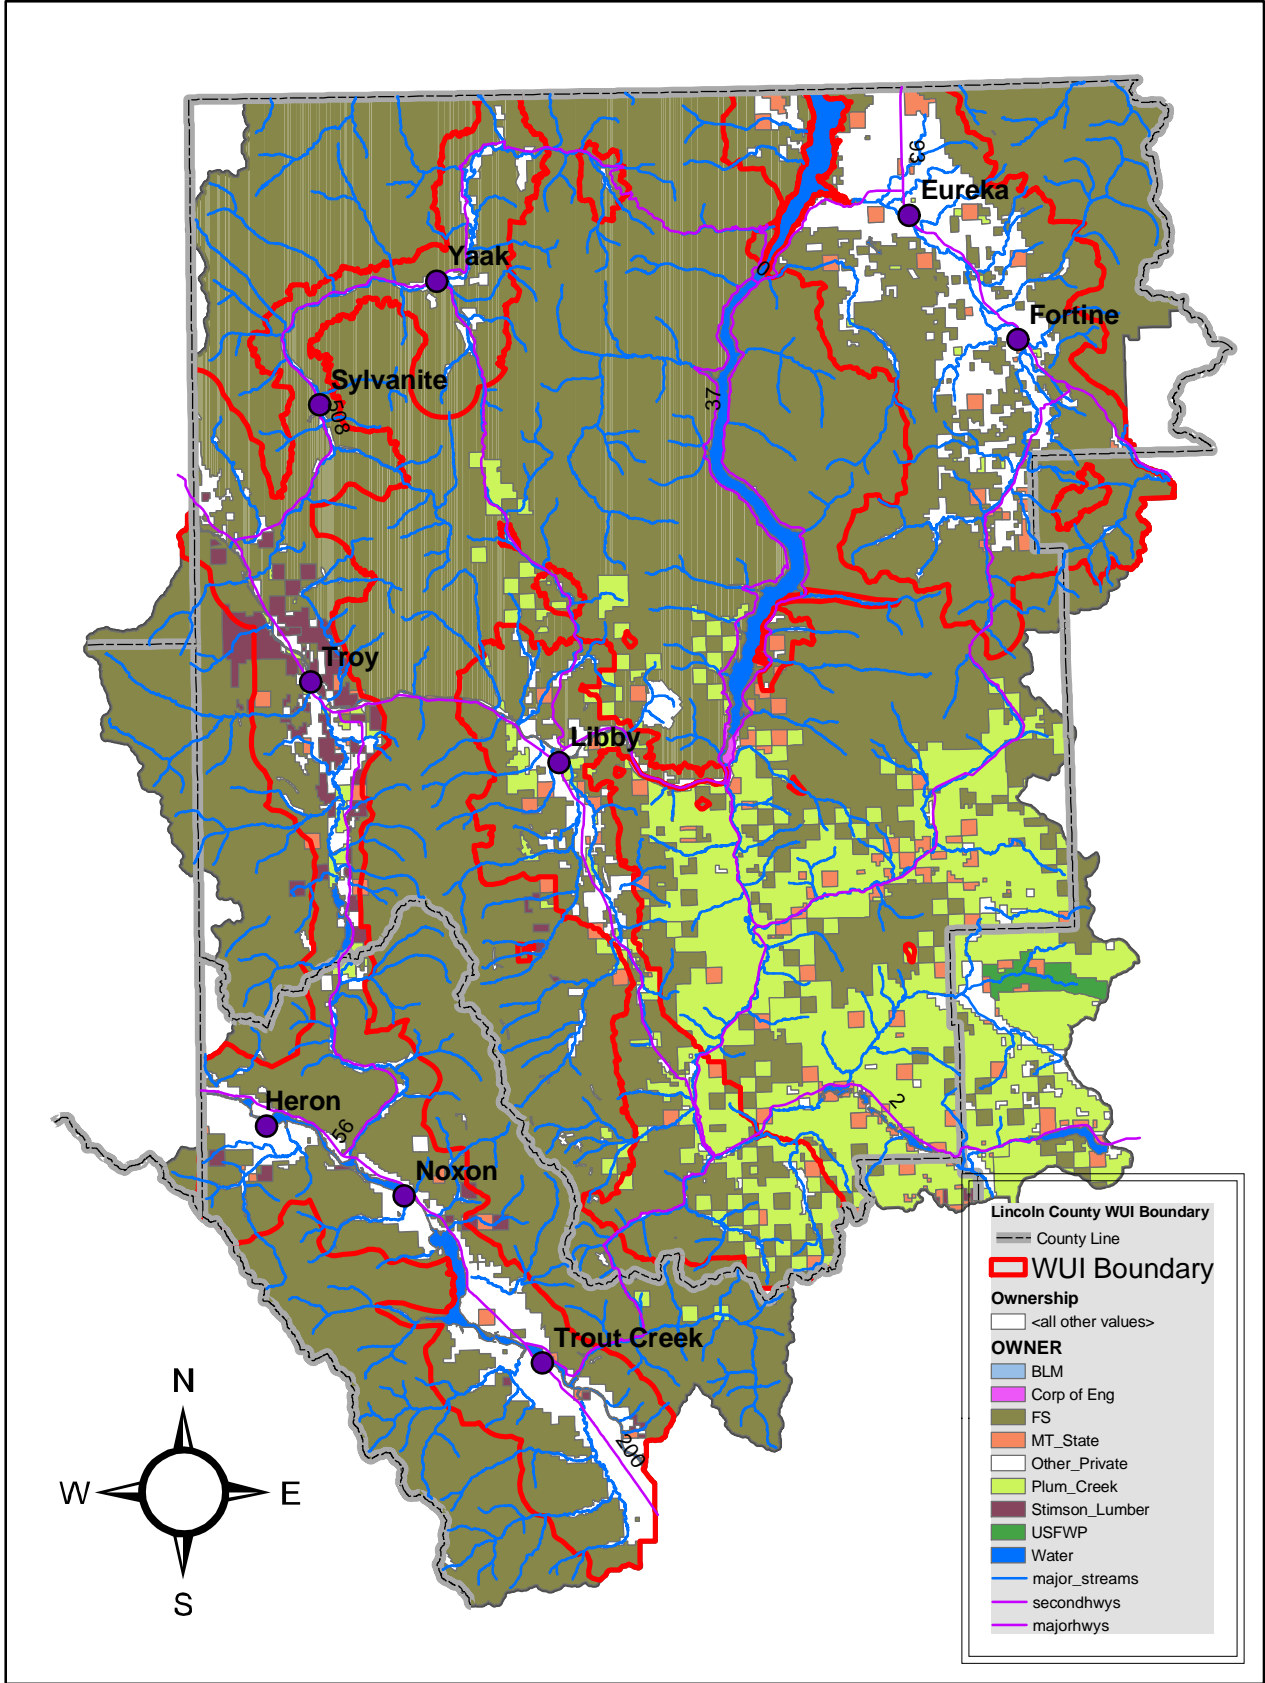 93
Eureka
Yaak
0
Fortine
Sylvanite
508
37
Troy
Libby
2
Heron
56
Noxon
Trout Creek
200
N
W E
S
Lincoln County WUI Boundary
County Line
WUI Boundary
Ownership
<all other values>
OWNER
BLM
Corp of Eng
FS
MT_State
Other_Private
Plum_Creek
Stimson_Lumber
USFWP
Water
major_streams
secondhwys
majorhwys